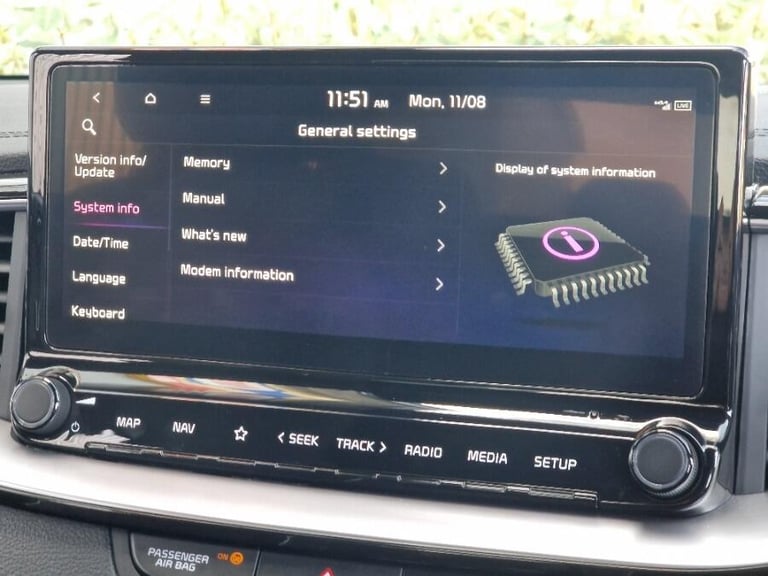 11:51 AM Mon, 11/08
LIVE
General settings
Version info/
Update
System info
Date/Time
Language
Keyboard
Memory
Manual
What's new
Modem information
Display of system information
i
MAP NAV SEEK TRACK RADIO MEDIA SETUP
PASSENGER
AIR BAG
ON